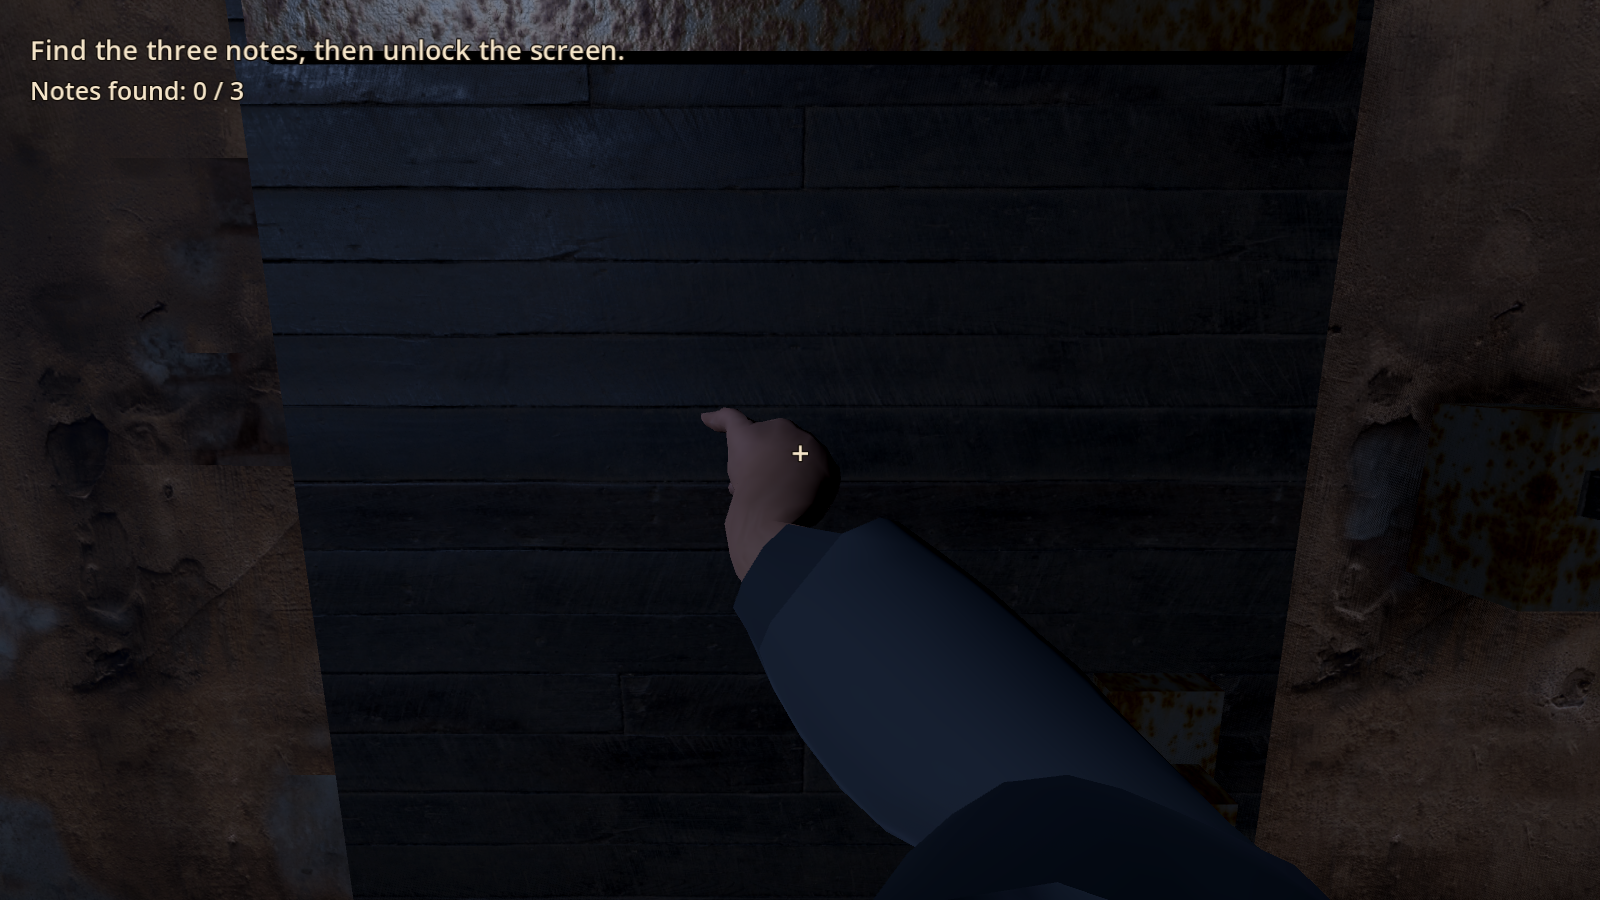 Find the three notes, then unlock the screen.
Notes found: 0 / 3